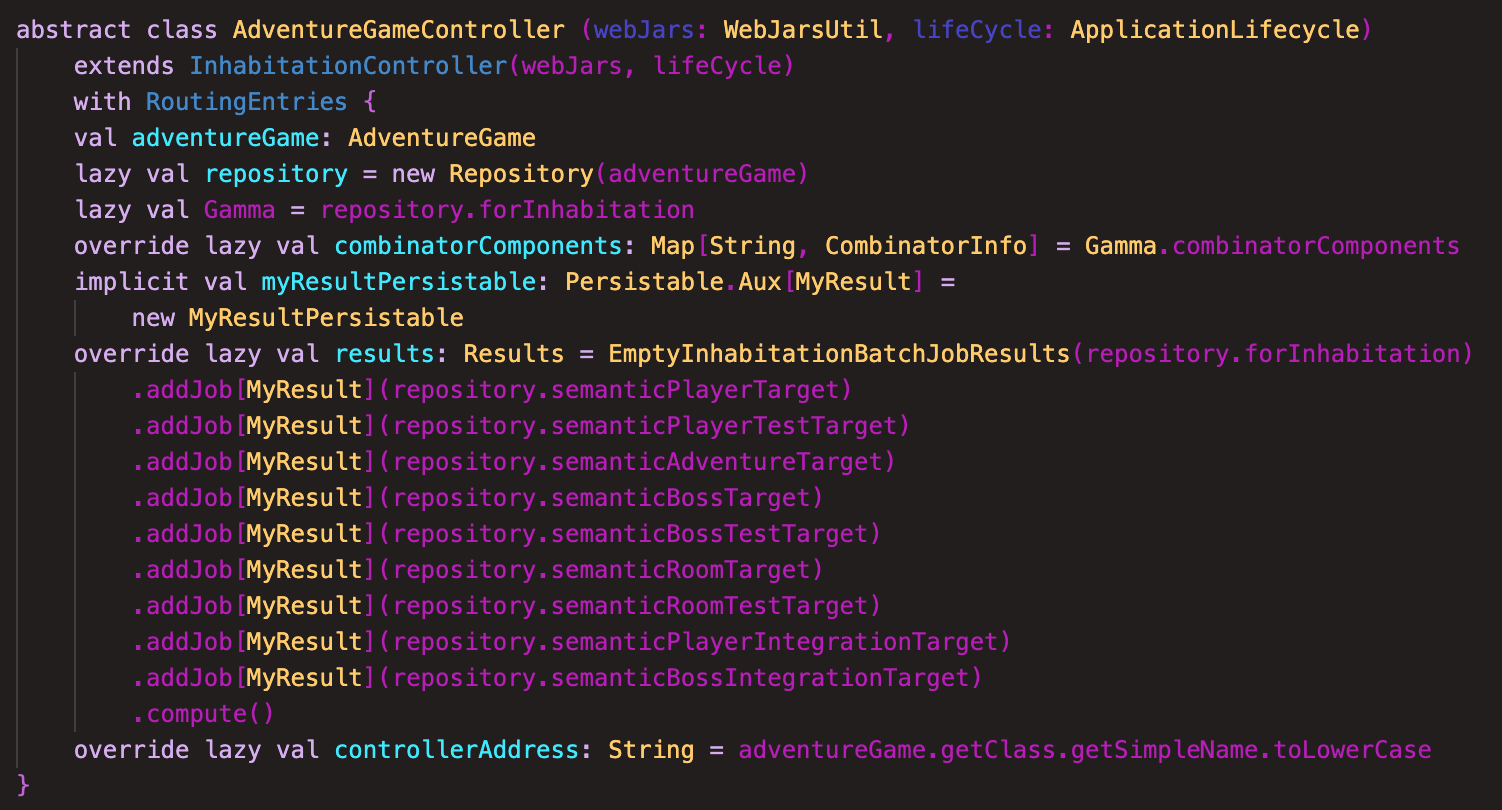 abstract class AdventureGameController (webJars: WebJarsUtil, lifeCycle: ApplicationLifecycle)
    extends InhabitationController(webJars, lifeCycle)
    with RoutingEntries {
    val adventureGame: AdventureGame
    lazy val repository = new Repository(adventureGame)
    lazy val Gamma = repository.forInhabitation
    override lazy val combinatorComponents: Map[String, CombinatorInfo] = Gamma.combinatorComponents
    implicit val myResultPersistable: Persistable.Aux[MyResult] =
        new MyResultPersistable
    override lazy val results: Results = EmptyInhabitationBatchJobResults(repository.forInhabitation)
        .addJob[MyResult](repository.semanticPlayerTarget)
        .addJob[MyResult](repository.semanticPlayerTestTarget)
        .addJob[MyResult](repository.semanticAdventureTarget)
        .addJob[MyResult](repository.semanticBossTarget)
        .addJob[MyResult](repository.semanticBossTestTarget)
        .addJob[MyResult](repository.semanticRoomTarget)
        .addJob[MyResult](repository.semanticRoomTestTarget)
        .addJob[MyResult](repository.semanticPlayerIntegrationTarget)
        .addJob[MyResult](repository.semanticBossIntegrationTarget)
        .compute()
    override lazy val controllerAddress: String = adventureGame.getClass.getSimpleName.toLowerCase
}